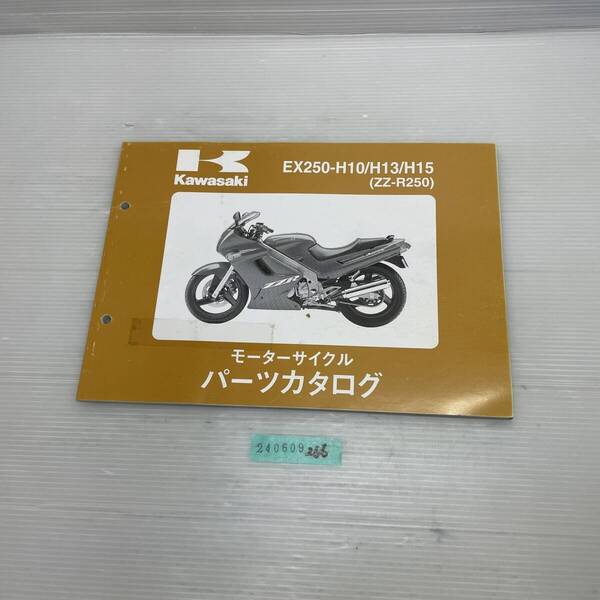 Kawasaki
EX250-H10/H13/H15
(ZZ-R250)
ZZR
モーターサイクル
パーツカタログ
240609